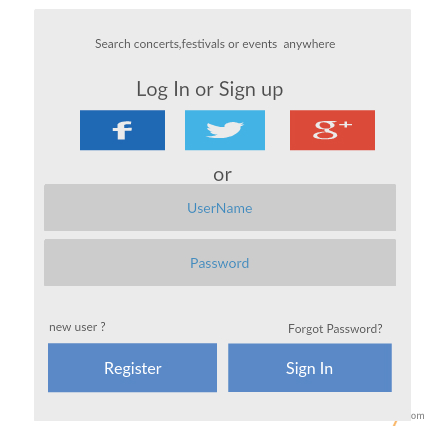 Search concerts,festivals or events anywhere
Log In or Sign up
f
g+
or
UserName
Password
new user ?
Forgot Password?
Register
Sign In
om